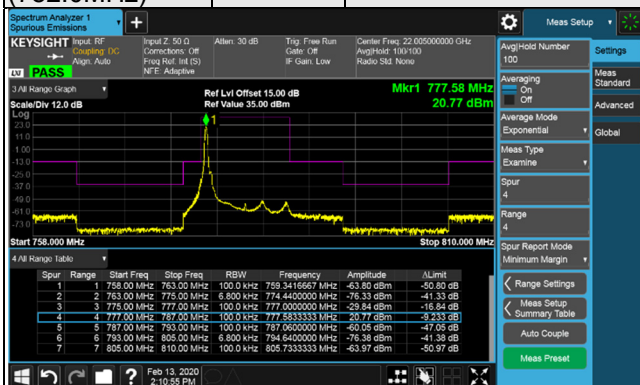 (782.0MHz)
Spectrum Analyzer 1
Spurious Emissions
Meas Setup
KEYSIGHT Input: RF
Coupling: DC
Align: Auto
Input Z: 50 Ω
Corrections: Off
Freq Ref: Int (S)
NFE: Adaptive
Atten: 30 dB
Trig: Free Run
Gate: Off
IF Gain: Low
Center Freq: 22.005000000 GHz
Avg|Hold: 100/100
Radio Std: None
LXI PASS
3 All Range Graph
Scale/Div 12.0 dB
Ref Lvl Offset 15.00 dB
Ref Value 35.00 dBm
Mkr1 777.58 MHz
20.77 dBm
Log
1
23.0
11.0
1.00
-13.0
-25.0
-37.0
-49.0
-61.0
-73.0
Start 758.000 MHz
Stop 810.000 MHz
4 All Range Table
Spur Range Start Freq Stop Freq RBW Frequency Amplitude ΔLimit
1 1 758.00 MHz 763.00 MHz 100.0 kHz 759.3416667 MHz -63.80 dBm -50.80 dB
2 2 763.00 MHz 775.00 MHz 6.800 kHz 774.4400000 MHz -76.33 dBm -41.33 dB
3 3 775.00 MHz 777.00 MHz 100.0 kHz 777.0000000 MHz -29.84 dBm -16.84 dB
4 4 777.00 MHz 787.00 MHz 100.0 kHz 777.5833333 MHz 20.77 dBm -9.233 dB
5 5 787.00 MHz 793.00 MHz 100.0 kHz 787.0600000 MHz -60.05 dBm -47.05 dB
6 6 793.00 MHz 805.00 MHz 6.800 kHz 794.6400000 MHz -76.38 dBm -41.38 dB
7 7 805.00 MHz 810.00 MHz 100.0 kHz 805.7333333 MHz -63.97 dBm -50.97 dB
Avg|Hold Number
100
Averaging
On
Off
Average Mode
Exponential
Meas Type
Examine
Spur
4
Range
4
Spur Report Mode
Minimum Margin
Range Settings
Meas Setup
Summary Table
Auto Couple
Meas Preset
Settings
Meas
Standard
Advanced
Global
Feb 13, 2020
2:10:55 PM